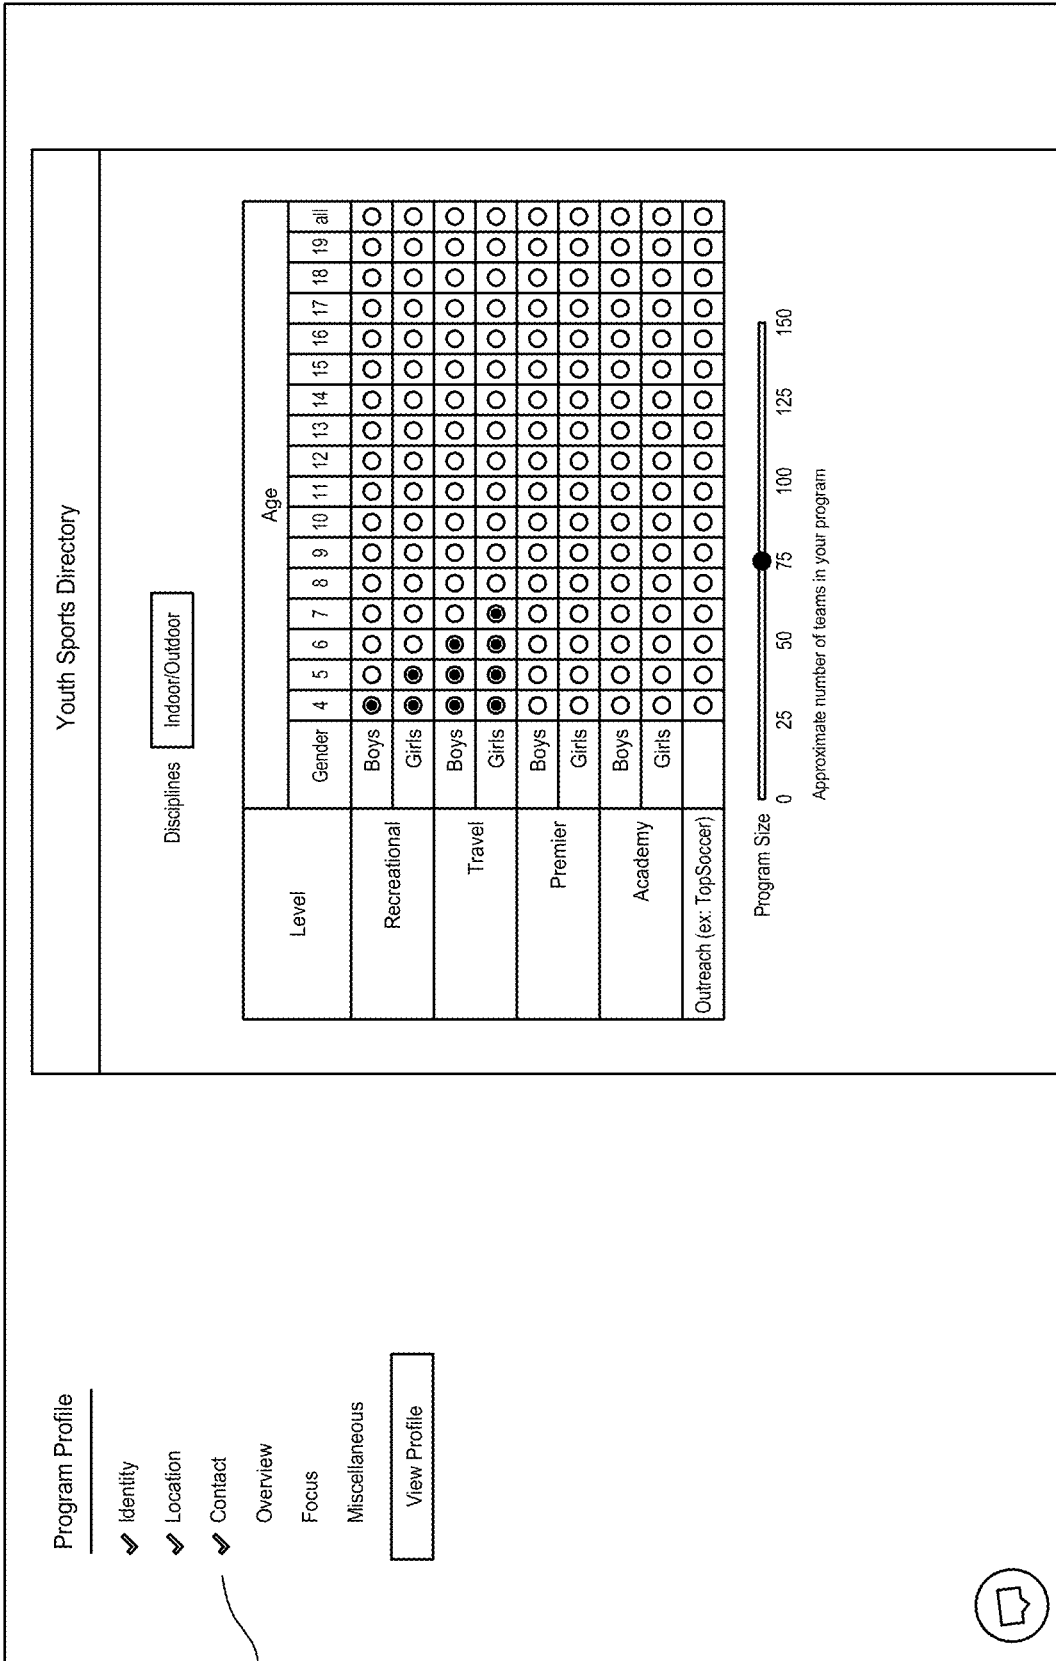 Program Profile
Identity
Location
Contact
Overview
Focus
Miscellaneous
View Profile
Youth Sports Directory
Disciplines Indoor/Outdoor
Level Age
Gender 4 5 6 7 8 9 10 11 12 13 14 15 16 17 18 19 all
Recreational Boys
Girls
Travel Boys
Girls
Premier Boys
Girls
Academy Boys
Girls
Outreach (ex: TopSoccer)
Program Size
0 25 50 75 100 125 150
Approximate number of teams in your program